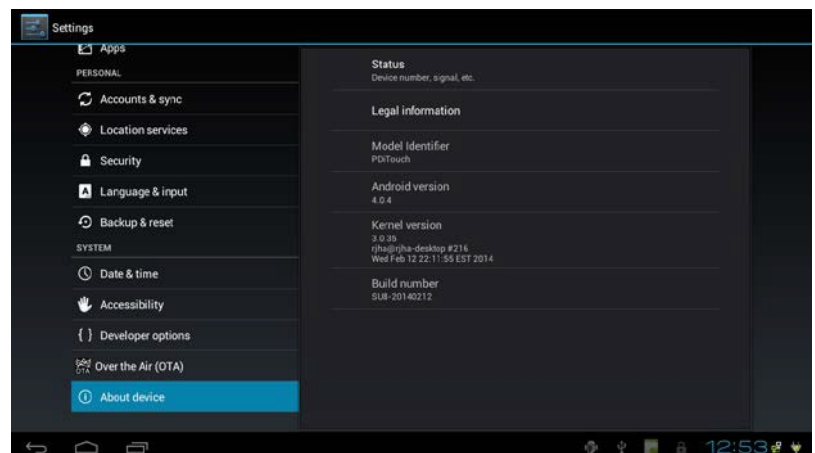 Settings
Apps
PERSONAL
Accounts & sync
Location services
Security
Language & input
Backup & reset
SYSTEM
Date & time
Accessibility
{ } Developer options
OTA Over the Air (OTA)
About device
Status
Device number, signal, etc.
Legal information
Model Identifier
PDiTouch
Android version
4.0.4
Kernel version
3.0.35
rjha@rjha-desktop #216
Wed Feb 12 22:11:55 EST 2014
Build number
SU8-20140212
12:53